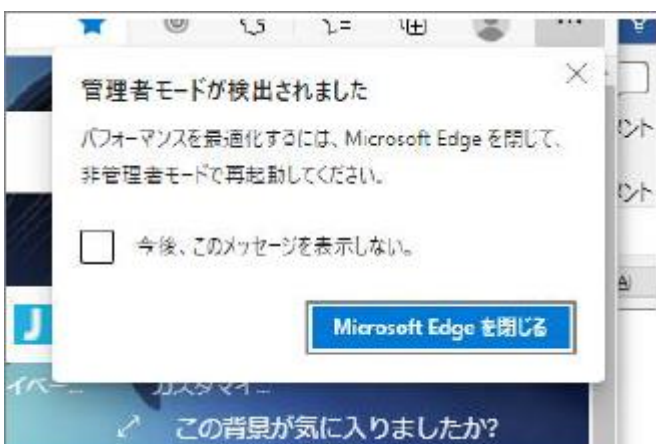 管理者モードが検出されました
パフォーマンスを最適化するには、Microsoft Edge を閉じて、
非管理者モードで再起動してください。
今後、このメッセージを表示しない。
Microsoft Edge を閉じる
イベー...
カスタマイ...
この背景が気に入りましたか?